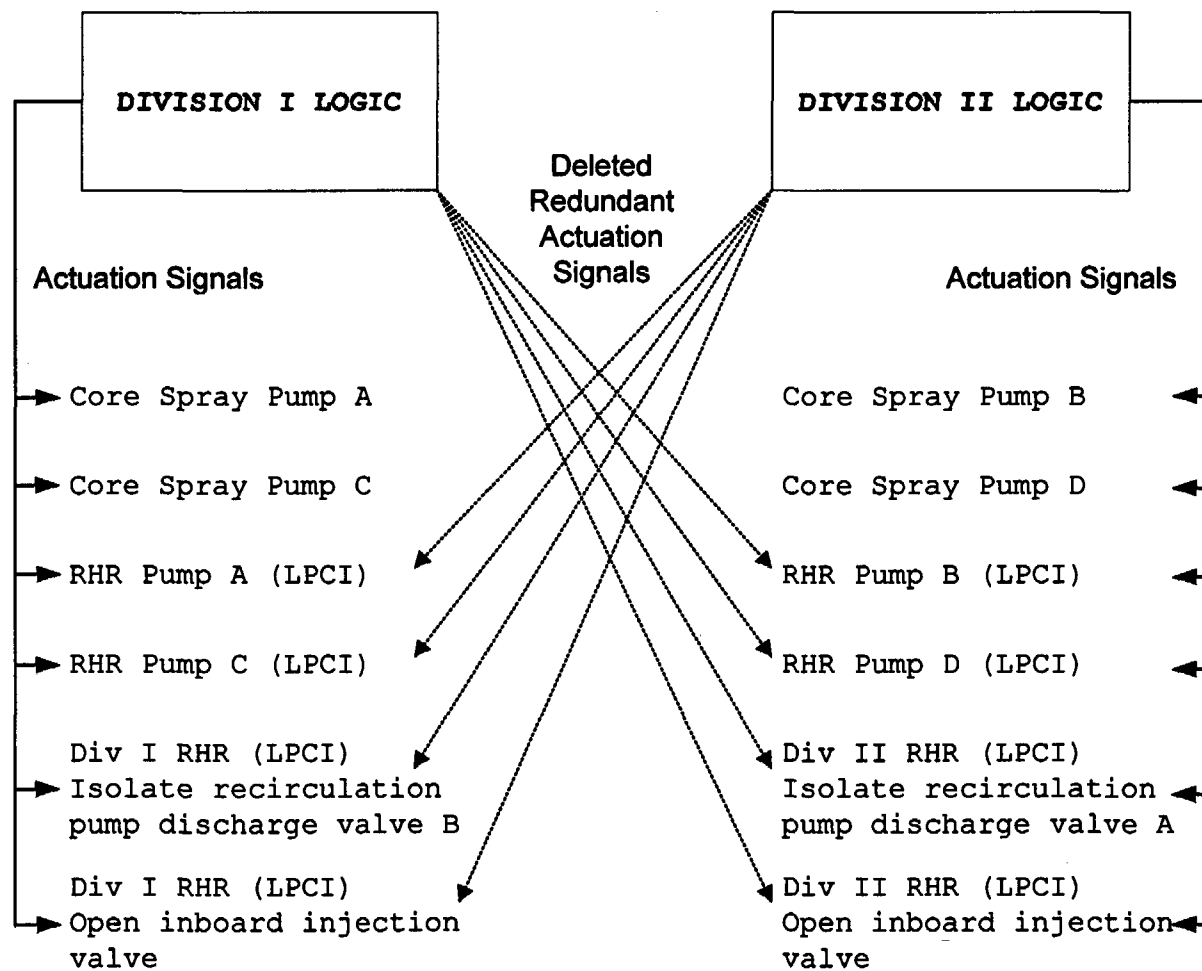 DIVISION I LOGIC
DIVISION II LOGIC
Deleted
Redundant
Actuation
Signals
Actuation Signals
Actuation Signals
Core Spray Pump A
Core Spray Pump C
RHR Pump A (LPCI)
RHR Pump C (LPCI)
Div I RHR (LPCI)
Isolate recirculation
pump discharge valve B
Div I RHR (LPCI)
Open inboard injection
valve
Core Spray Pump B
Core Spray Pump D
RHR Pump B (LPCI)
RHR Pump D (LPCI)
Div II RHR (LPCI)
Isolate recirculation
pump discharge valve A
Div II RHR (LPCI)
Open inboard injection
valve